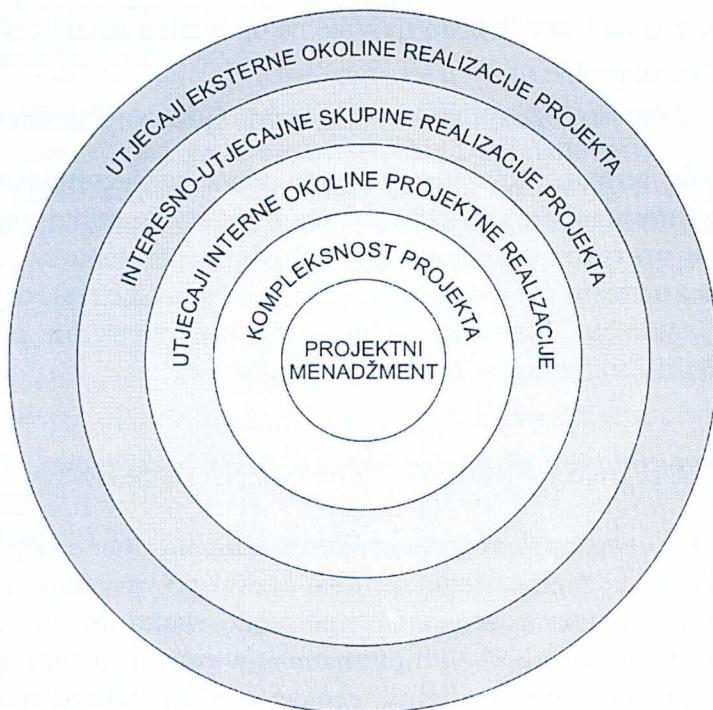 UTJECAJI EKSTERNE OKOLINE REALIZACIJE PROJEKTA
INTERESNO-UTJECAJNE SKUPINE REALIZACIJE PROJEKTA
UTJECAJI INTERNE OKOLINE PROJEKTNE REALIZACIJE
KOMPLEKSNOST PROJEKTA
PROJEKTNI
MENADŽMENT